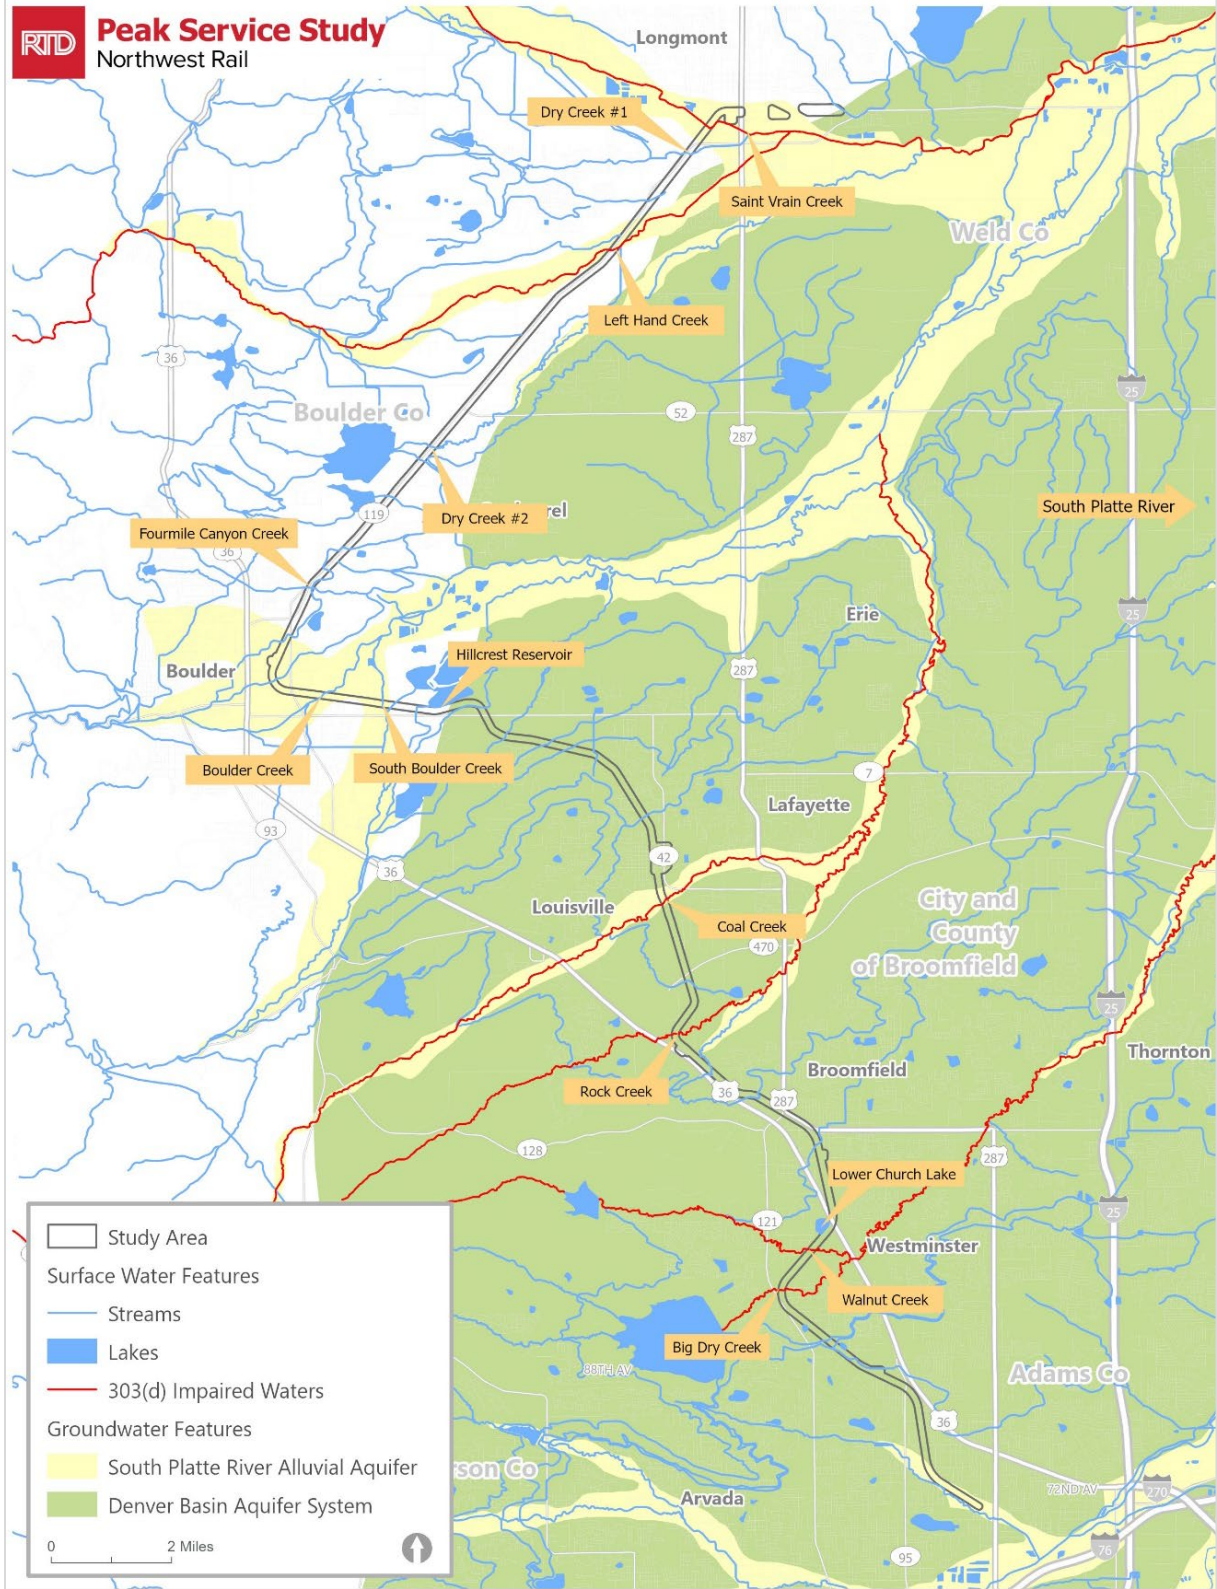 RTD
Peak Service Study
Northwest Rail
Longmont
Dry Creek #1
Saint Vrain Creek
Weld Co
Left Hand Creek
36
25
Boulder Co
52
287
rel
119
Dry Creek #2
South Platte River
Fourmile Canyon Creek
36
25
Erie
Hillcrest Reservoir
Boulder
287
Boulder Creek
South Boulder Creek
7
Lafayette
93
42
36
Louisville
City and
County
of Broomfield
Coal Creek
470
25
Thornton
Broomfield
Rock Creek
36
287
128
287
Lower Church Lake
121
25
Westminster
Walnut Creek
Big Dry Creek
88TH AV
Adams Co
36
rson Co
Arvada
72ND AV
270
76
95
Study Area
Surface Water Features
Streams
Lakes
303(d) Impaired Waters
Groundwater Features
South Platte River Alluvial Aquifer
Denver Basin Aquifer System
0
2 Miles